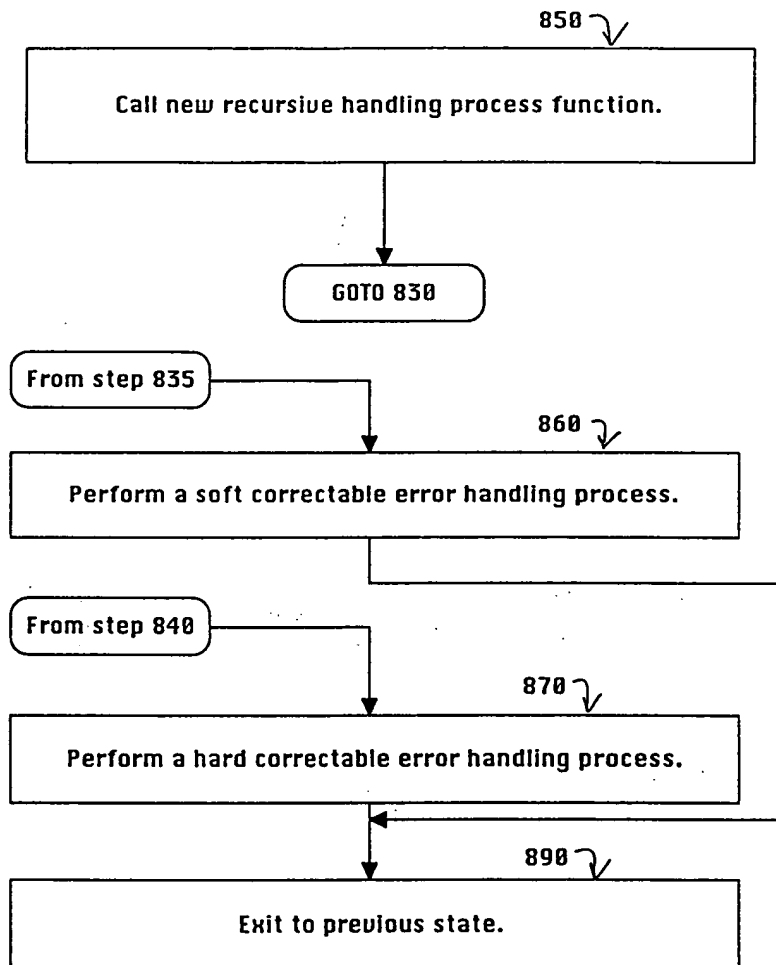 850
Call new recursive handling process function.
GOTO 830
From step 835
860
Perform a soft correctable error handling process.
From step 840
870
Perform a hard correctable error handling process.
890
Exit to previous state.